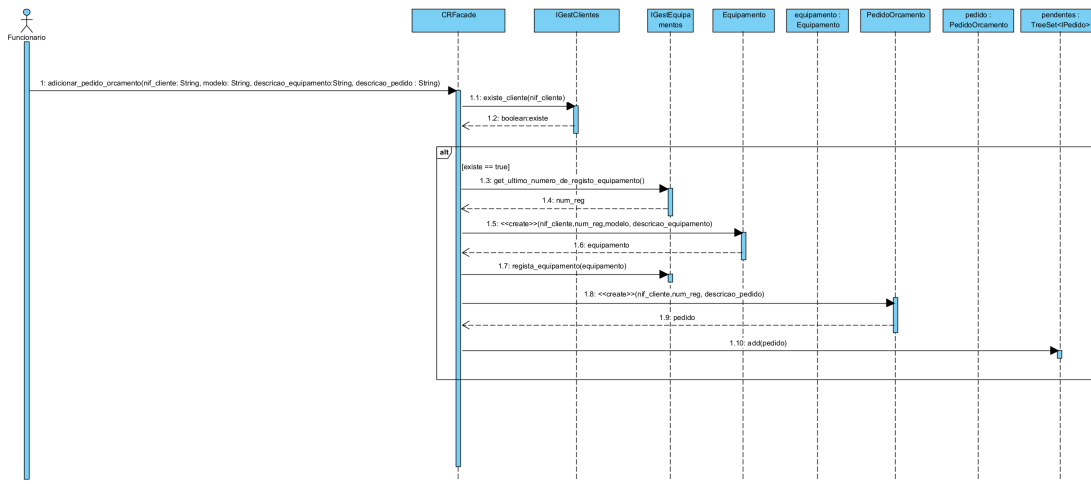 CRFacade
IGestClientes
IGestEquipa
mentos
Equipamento
equipamento :
Equipamento
PedidoOrcamento
pedido :
PedidoOrcamento
pendentes :
TreeSet<IPedido>
Funcionario
1: adicionar_pedido_orcamento(nif_cliente: String, modelo: String, descricao_equipamento:String, descricao_pedido : String)
1.1: existe_cliente(nif_cliente)
1.2: boolean:existe
alt
[existe == true]
1.3: get_ultimo_numero_de_registo_equipamento()
1.4: num_reg
1.5: <<create>>(nif_cliente,num_reg,modelo, descricao_equipamento)
1.6: equipamento
1.7: regista_equipamento(equipamento)
1.8: <<create>>(nif_cliente,num_reg, descricao_pedido)
1.9: pedido
1.10: add(pedido)